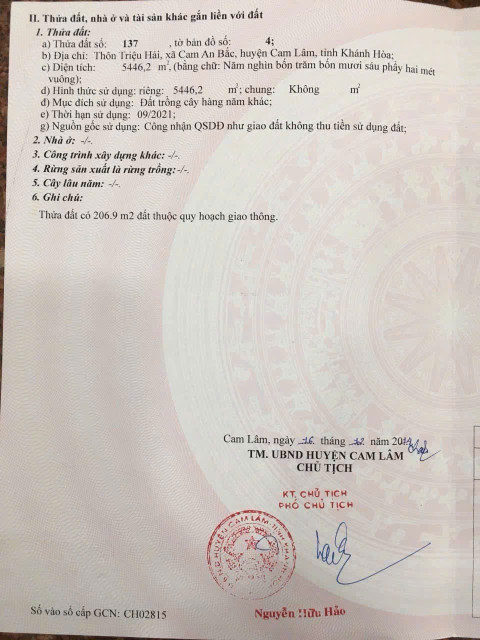 II. Thửa đất, nhà ở và tài sản khác gắn liền với đất
1. Thửa đất:
a) Thửa đất số: 137 , tờ bản đồ số: 4;
b) Địa chỉ: Thôn Triệu Hải, xã Cam An Bắc, huyện Cam Lâm, tỉnh Khánh Hòa;
c) Diện tích: 5446,2 m², (bằng chữ: Năm nghìn bốn trăm bốn mươi sáu phẩy hai mét
vuông);
d) Hình thức sử dụng: riêng: 5446,2 m²; chung: Không m²
d) Mục đích sử dụng: Đất trồng cây hàng năm khác;
e) Thời hạn sử dụng: 09/2021;
g) Nguồn gốc sử dụng: Công nhận QSDĐ như giao đất không thu tiền sử dụng đất;
2. Nhà ở: -/-.
3. Công trình xây dựng khác: -/-.
4. Rừng sản xuất là rừng trồng:-/-.
5. Cây lâu năm: -/-.
6. Ghi chú:
Thửa đất có 206.9 m2 đất thuộc quy hoạch giao thông.
Cam Lâm, ngày 16 tháng 12 năm
TM. UBND HUYỆN CAM LÂM
CHỦ TỊCH
KT. CHỦ TỊCH
PHÓ CHỦ TỊCH
U.B.N.D HUYỆN CAM LÂM-TỈNH KHÁNH HÒA
Nguyễn Hữu Hảo
Số vào sổ cấp GCN: CH02815